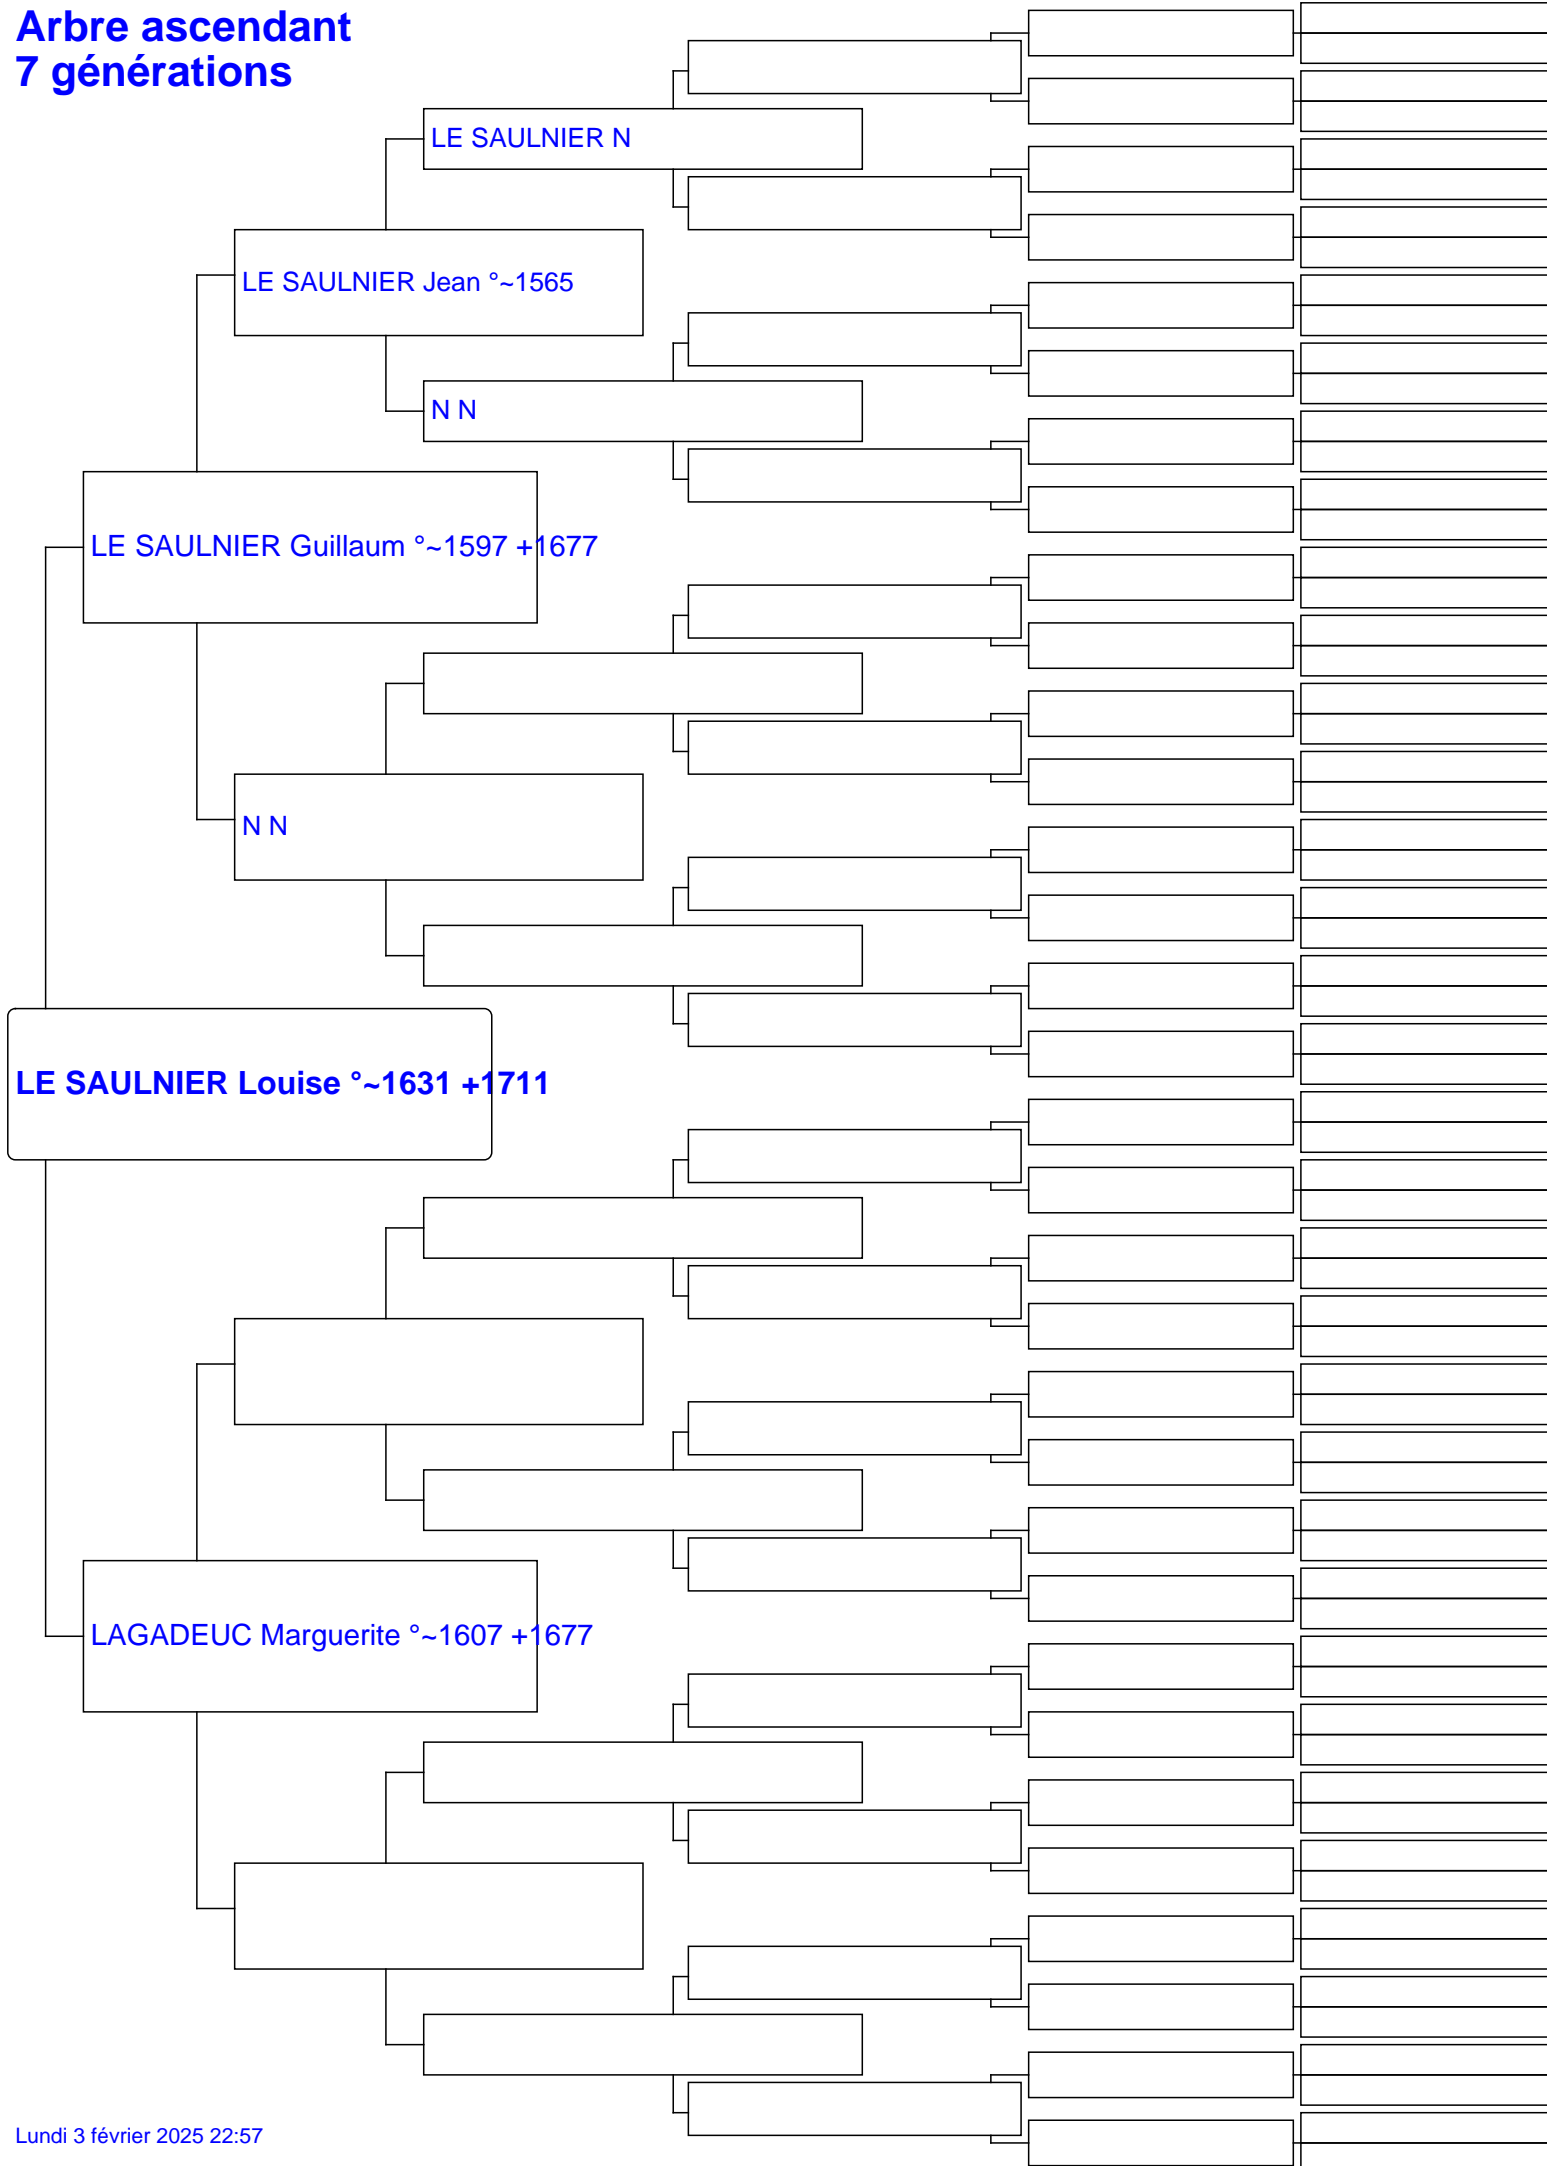 Arbre ascendant
7 générations
LE SAULNIER N
LE SAULNIER Jean °~1565
N N
LE SAULNIER Guillaum °~1597 +1677
N N
LE SAULNIER Louise °~1631 +1711
LAGADEUC Marguerite °~1607 +1677
Lundi 3 février 2025 22:57